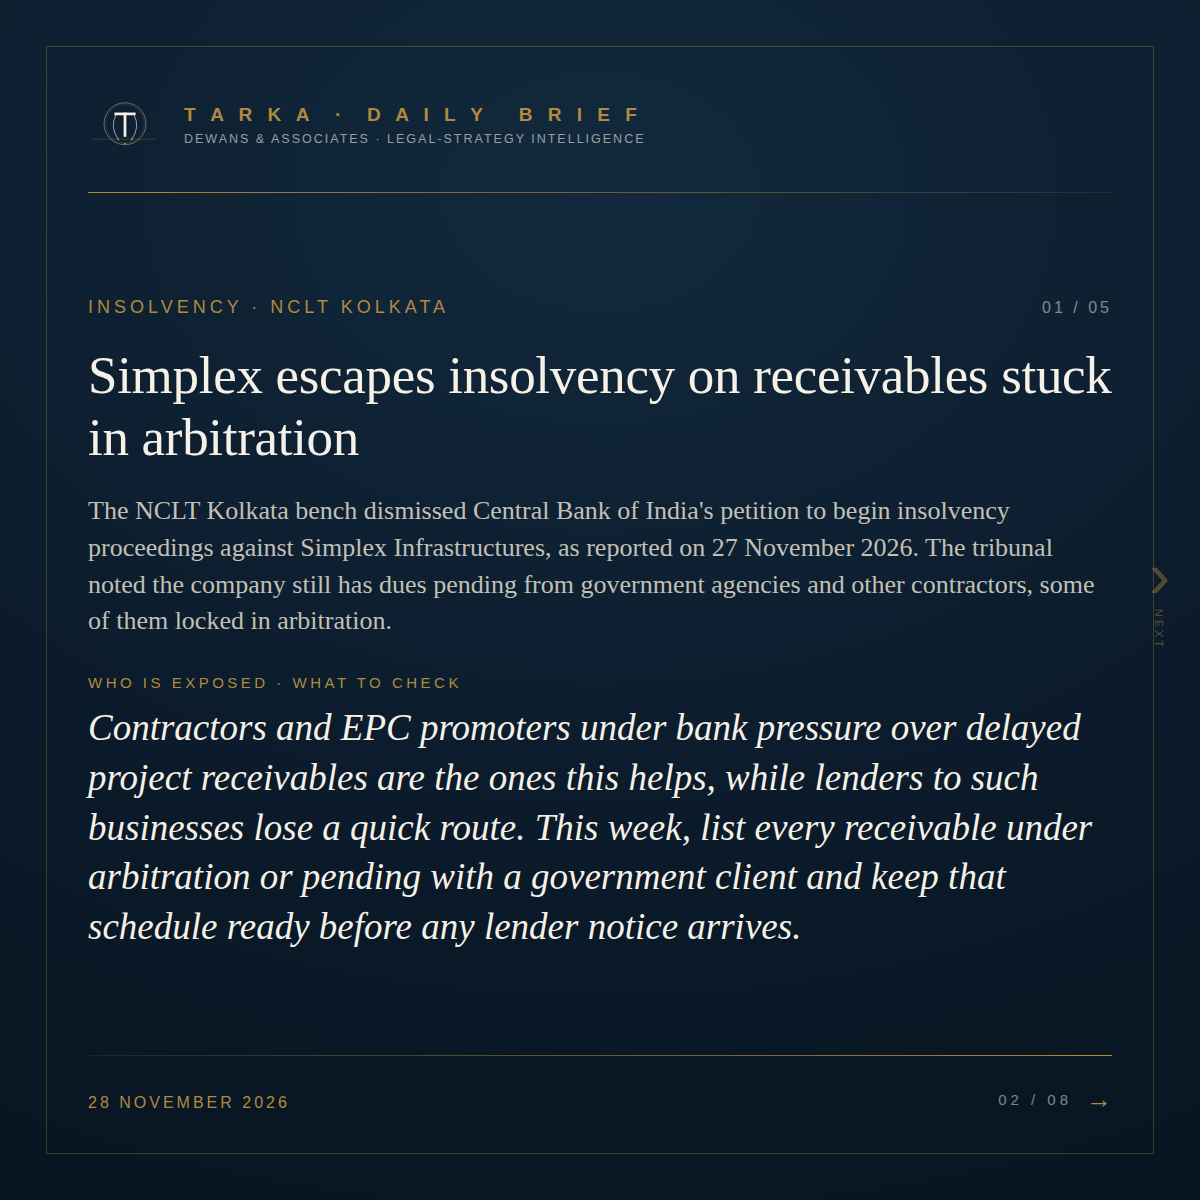 T
TARKA · DAILY BRIEF
DEWANS & ASSOCIATES · LEGAL-STRATEGY INTELLIGENCE
INSOLVENCY · NCLT KOLKATA
01 / 05
Simplex escapes insolvency on receivables stuck
in arbitration
The NCLT Kolkata bench dismissed Central Bank of India's petition to begin insolvency
proceedings against Simplex Infrastructures, as reported on 27 November 2026. The tribunal
noted the company still has dues pending from government agencies and other contractors, some
of them locked in arbitration.
NEXT
WHO IS EXPOSED · WHAT TO CHECK
Contractors and EPC promoters under bank pressure over delayed
project receivables are the ones this helps, while lenders to such
businesses lose a quick route. This week, list every receivable under
arbitration or pending with a government client and keep that
schedule ready before any lender notice arrives.
28 NOVEMBER 2026
02 / 08 →